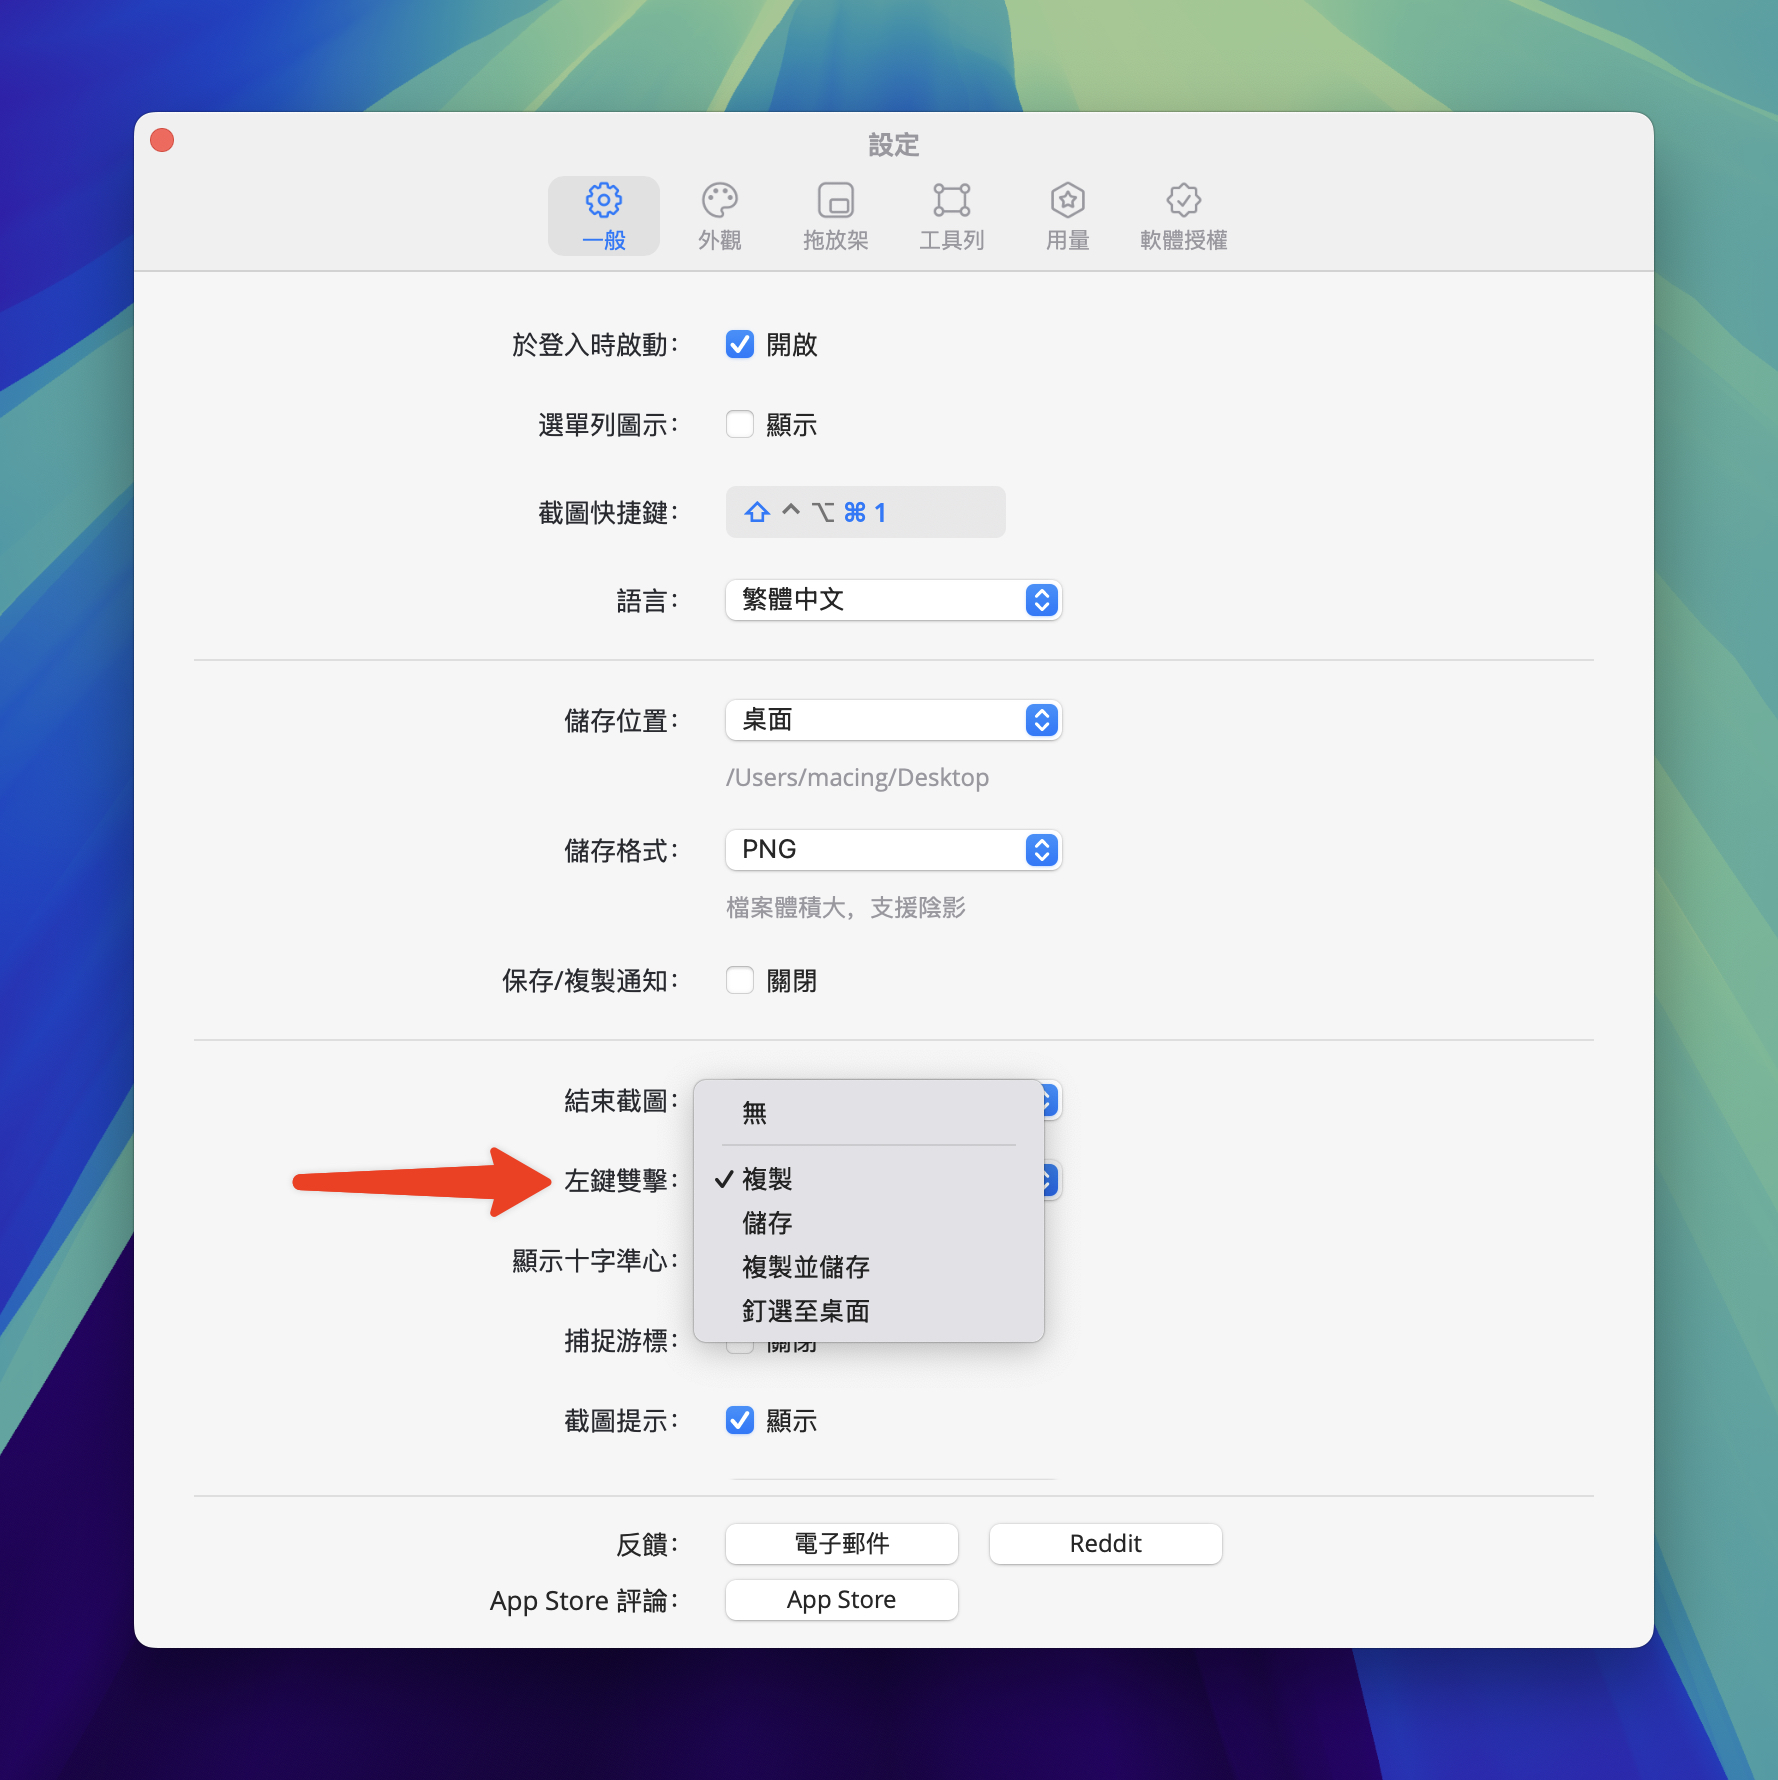 設定
一般 外觀 拖放架 工具列 用量 軟體授權
於登入時啟動： 開啟
選單列圖示： 顯示
截圖快捷鍵： ⇧ ^ ⌥ ⌘ 1
語言： 繁體中文
儲存位置： 桌面
/Users/macing/Desktop
儲存格式： PNG
檔案體積大，支援陰影
保存/複製通知： 關閉
結束截圖：
無
左鍵雙擊： ✓ 複製
儲存
顯示十字準心： 複製並儲存
釘選至桌面
捕捉游標： 關閉
截圖提示： 顯示
反饋： 電子郵件 Reddit
App Store 評論： App Store